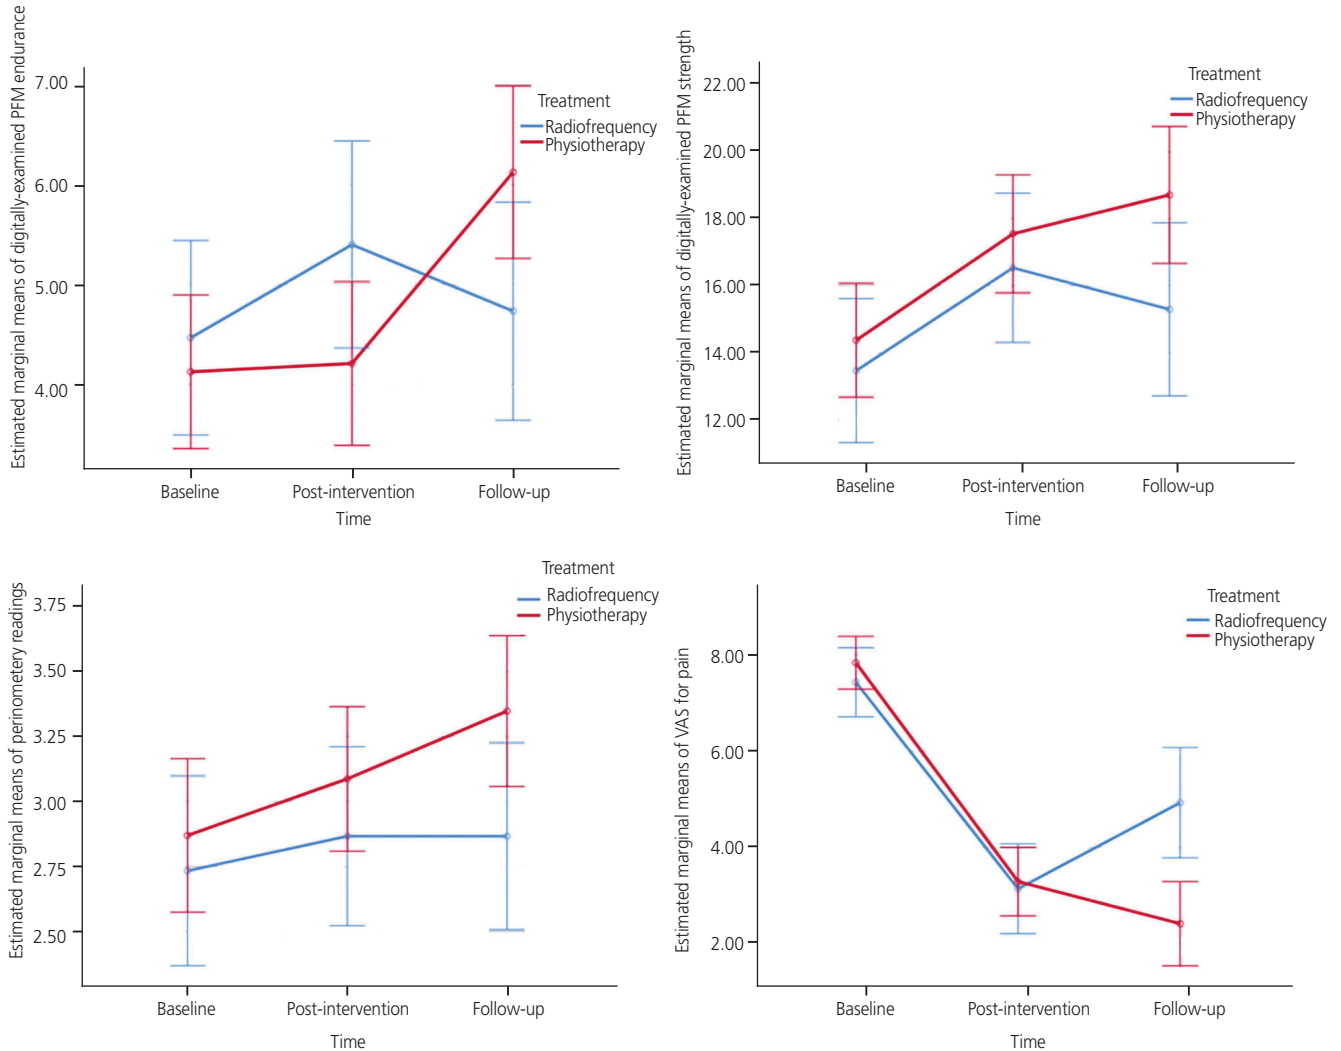 Estimated marginal means of digitally-examined PFM endurance
7.00
6.00
5.00
4.00
Treatment
Radiofrequency
Physiotherapy
Baseline Post-intervention Follow-up
Time
Estimated marginal means of digitally-examined PFM strength
22.00
20.00
18.00
16.00
14.00
12.00
Treatment
Radiofrequency
Physiotherapy
Baseline Post-intervention Follow-up
Time
Estimated marginal means of perinometery readings
3.75
3.50
3.25
3.00
2.75
2.50
Treatment
Radiofrequency
Physiotherapy
Baseline Post-intervention Follow-up
Time
Estimated marginal means of VAS for pain
8.00
6.00
4.00
2.00
Treatment
Radiofrequency
Physiotherapy
Baseline Post-intervention Follow-up
Time